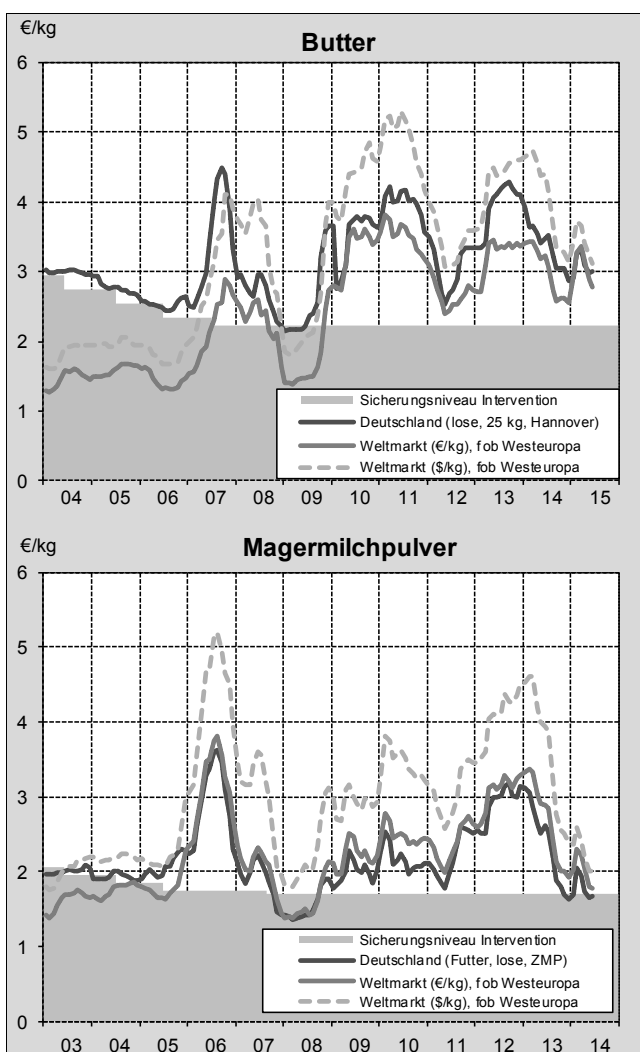 €/kg
Butter
6
5
4
3
2
1
0
Sicherungsniveau Intervention
Deutschland (lose, 25 kg, Hannover)
Weltmarkt (€/kg), fob Westeuropa
Weltmarkt ($/kg), fob Westeuropa
04 05 06 07 08 09 10 11 12 13 14 15
€/kg
Magermilchpulver
6
5
4
3
2
1
0
Sicherungsniveau Intervention
Deutschland (Futter, lose, ZMP)
Weltmarkt (€/kg), fob Westeuropa
Weltmarkt ($/kg), fob Westeuropa
03 04 05 06 07 08 09 10 11 12 13 14